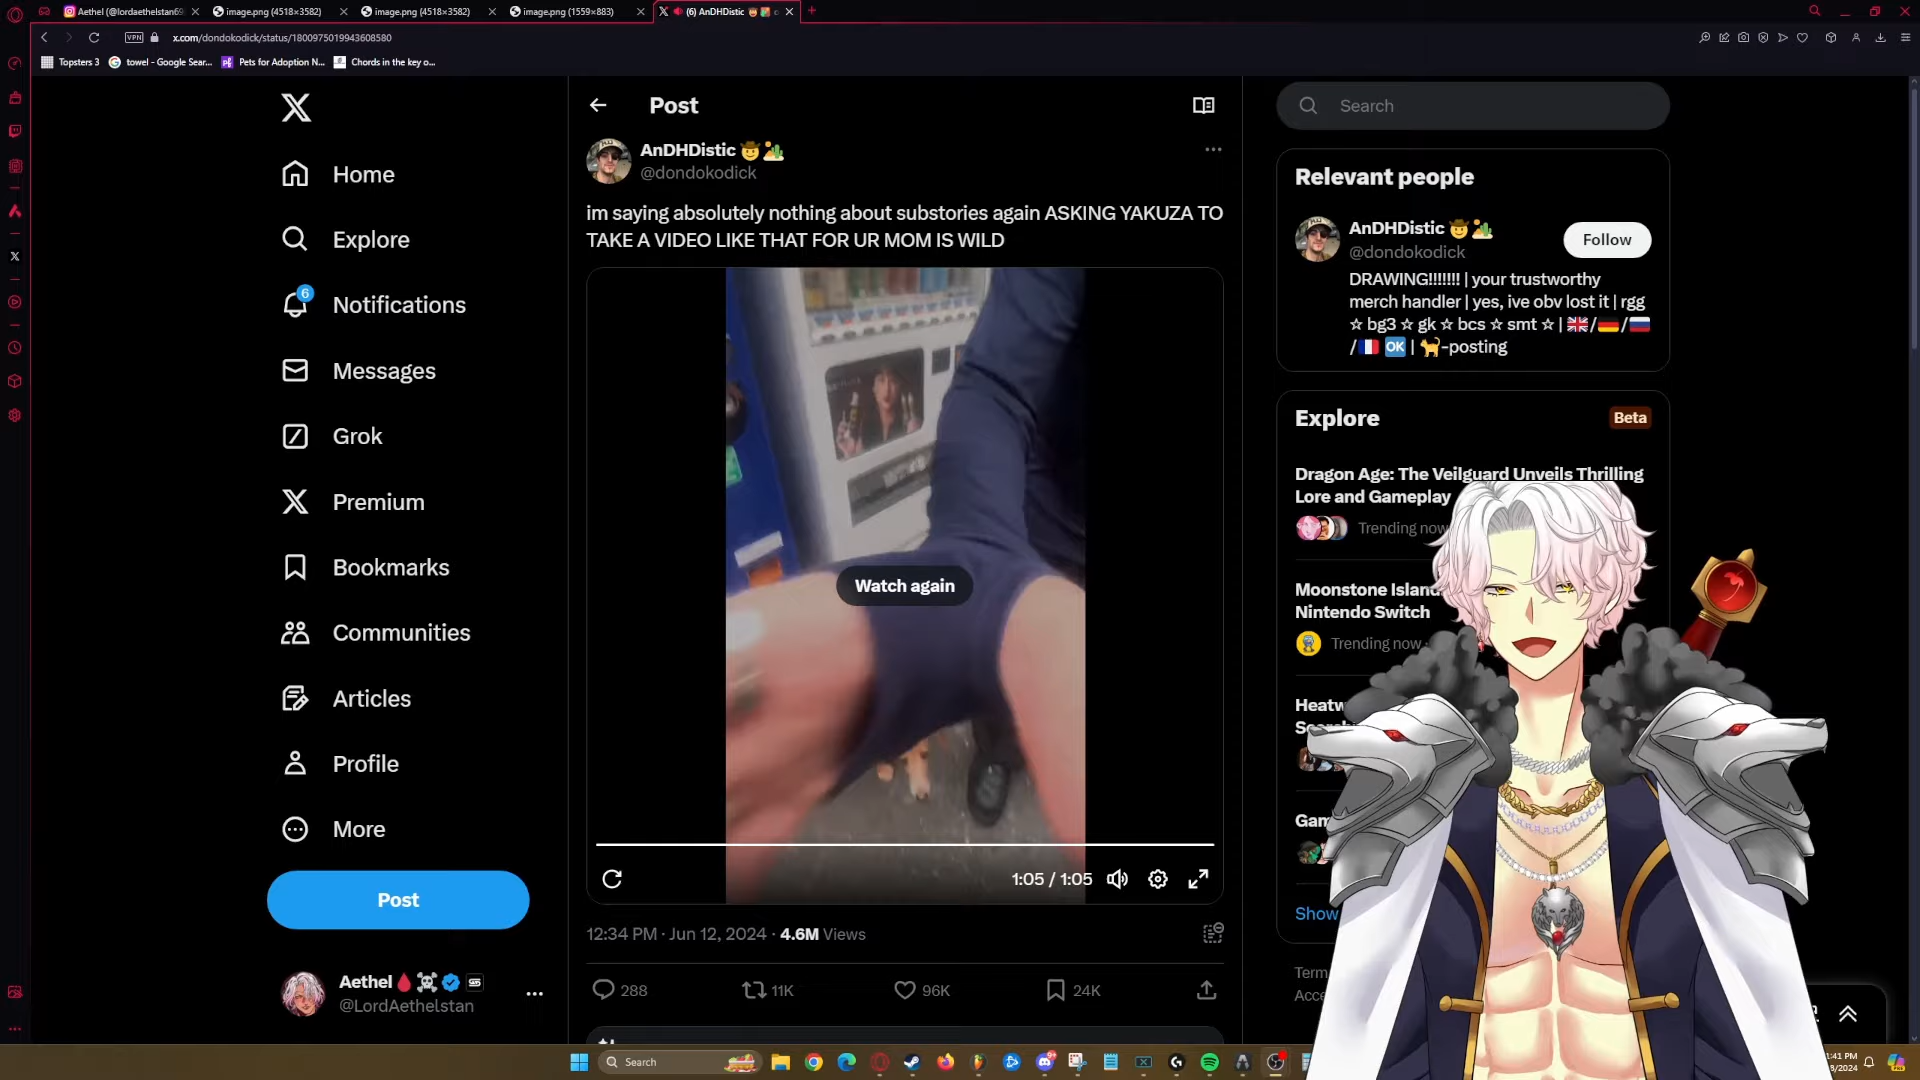 Aethel (@lordaethelstan69
image.png (4518×3582)
image.png (4518×3582)
image.png (1559×883)
(6) AnDHDistic
VPN
x.com/dondokodick/status/1800975019943608580
Topsters 3
towel - Google Sear...
Pets for Adoption N...
Chords in the key o...
Home
Explore
6
Notifications
Messages
Grok
Premium
Bookmarks
Communities
Articles
Profile
More
Post
Aethel
@LordAethelstan
Post
AnDHDistic
@dondokodick
im saying absolutely nothing about substories again ASKING YAKUZA TO
TAKE A VIDEO LIKE THAT FOR UR MOM IS WILD
Watch again
1:05 / 1:05
12:34 PM · Jun 12, 2024 · 4.6M Views
288
11K
96K
24K
Search
Relevant people
AnDHDistic
@dondokodick
Follow
DRAWING!!!!!!! | your trustworthy
merch handler | yes, ive obv lost it | rgg
☆ bg3 ☆ gk ☆ bcs ☆ smt ☆ |
OK | -posting
Explore
Beta
Dragon Age: The Veilguard Unveils Thrilling
Lore and Gameplay
Trending now
Moonstone Island
Nintendo Switch
Trending now
Heatw
Gam
Show
Term
Acce
Search
1:41 PM